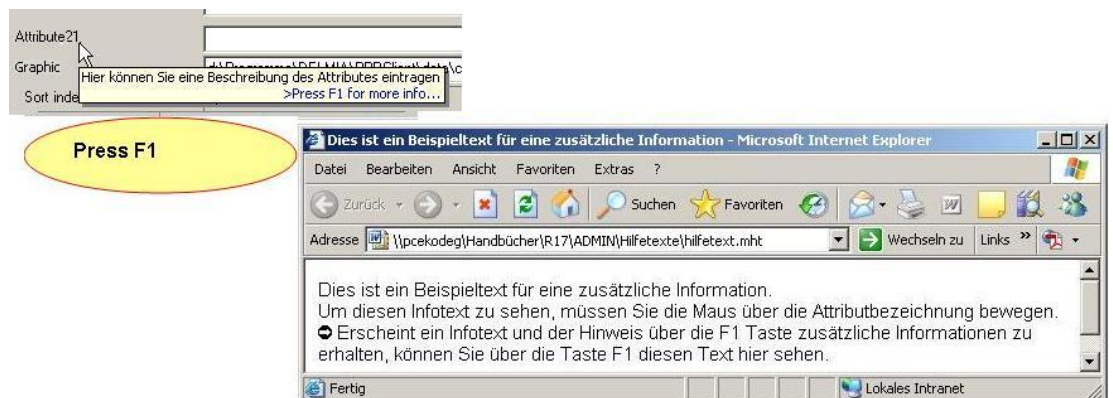 Attribute21
Graphic
Hier können Sie eine Beschreibung des Attributes eintragen
>Press F1 for more info...
Sort inde
Press F1
Dies ist ein Beispieltext für eine zusätzliche Information - Microsoft Internet Explorer
Datei Bearbeiten Ansicht Favoriten Extras ?
Zurück Suchen Favoriten
Adresse \\pcekodeg\Handbücher\R17\ADMIN\Hilfetexte\hilfetext.mht Wechseln zu Links »
Dies ist ein Beispieltext für eine zusätzliche Information.
Um diesen Infotext zu sehen, müssen Sie die Maus über die Attributbezeichnung bewegen.
➲ Erscheint ein Infotext und der Hinweis über die F1 Taste zusätzliche Informationen zu
erhalten, können Sie über die Taste F1 diesen Text hier sehen.
Fertig Lokales Intranet